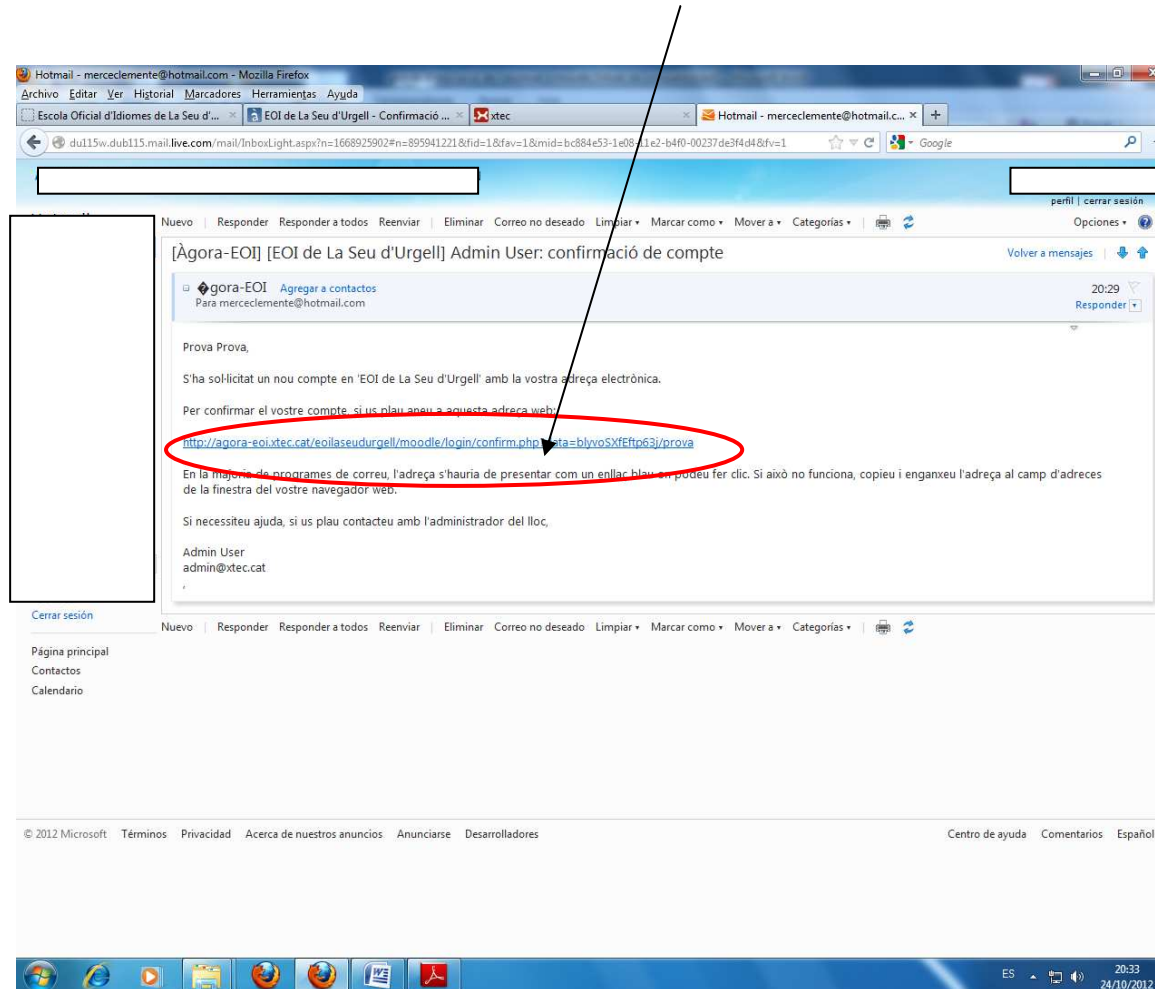 Hotmail - merceclemente@hotmail.com - Mozilla Firefox
Archivo Editar Ver Historial Marcadores Herramientas Ayuda
Escola Oficial d'Idiomes de La Seu d'... EOI de La Seu d'Urgell - Confirmació ... xtec Hotmail - merceclemente@hotmail.c...
du115w.dub115.mail.live.com/mail/InboxLight.aspx?n=1668925902#n=895941221&fid=1&fav=1&mid=bc884e53-1e08-11e2-b4f0-00237de3f4d4&fv=1 Google
perfil | cerrar sesión
Nuevo | Responder Responder a todos Reenviar | Eliminar Correo no deseado Limpiar Marcar como Mover a Categorías | Opciones
[Àgora-EOI] [EOI de La Seu d'Urgell] Admin User: confirmació de compte Volver a mensajes |
�gora-EOI Agregar a contactos 20:29
Para merceclemente@hotmail.com Responder
Prova Prova,
S'ha sol·licitat un nou compte en 'EOI de La Seu d'Urgell' amb la vostra adreça electrònica.
Per confirmar el vostre compte, si us plau aneu a aquesta adreça web:
http://agora-eoi.xtec.cat/eoilaseudurgell/moodle/login/confirm.php?data=blyvoSXfEftp63j/prova
En la majoria de programes de correu, l'adreça s'hauria de presentar com un enllaç blau on podeu fer clic. Si això no funciona, copieu i enganxeu l'adreça al camp d'adreces
de la finestra del vostre navegador web.
Si necessiteu ajuda, si us plau contacteu amb l'administrador del lloc,
Admin User
admin@xtec.cat
,
Cerrar sesión
Nuevo | Responder Responder a todos Reenviar | Eliminar Correo no deseado Limpiar Marcar como Mover a Categorías |
Página principal
Contactos
Calendario
© 2012 Microsoft Términos Privacidad Acerca de nuestros anuncios Anunciarse Desarrolladores Centro de ayuda Comentarios Español
ES 20:33
24/10/2012